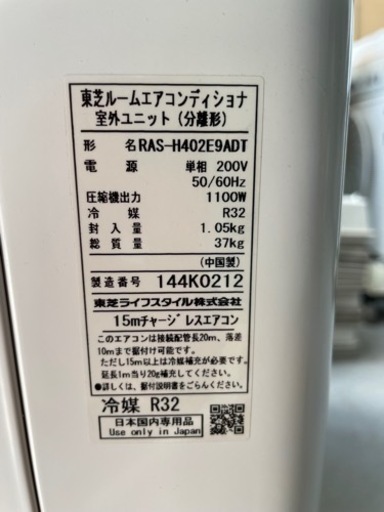 東芝ルームエアコンディショナ
室外ユニット（分離形）
形 名 RAS-H402E9ADT
電 源 単相 200V
50/60Hz
圧縮機出力 1100W
冷 媒 R32
封 入 量 1.05kg
総 質 量 37kg
（中国製）
製造番号 144K0212
東芝ライフスタイル株式会社
15mチャージレスエアコン
このエアコンは接続配管長20m、落差
10mまで据付け可能です。
ただし15m以上は冷媒補充が必要です。
延長1m当り20g補充してください。
●詳しくは、据付説明書をごらんください。
冷媒 R32
日本国内専用品
Use only in Japan